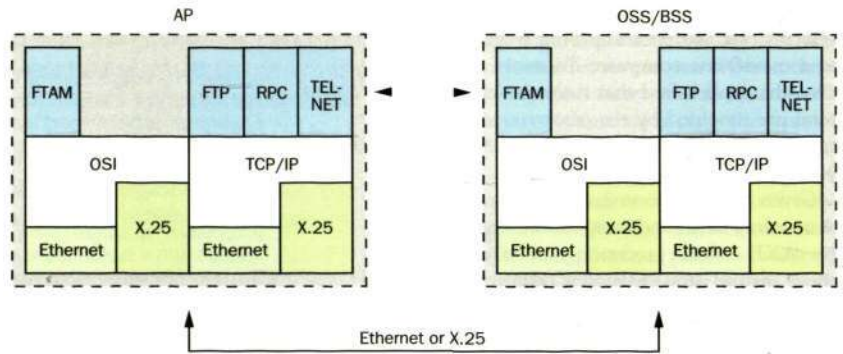 AP
FTAM
FTP
RPC
TEL-
NET
OSI
TCP/IP
X.25
X.25
Ethernet
Ethernet
OSS/BSS
FTAM
FTP
RPC
TEL-
NET
OSI
TCP/IP
X.25
X.25
Ethernet
Ethernet
Ethernet or X.25